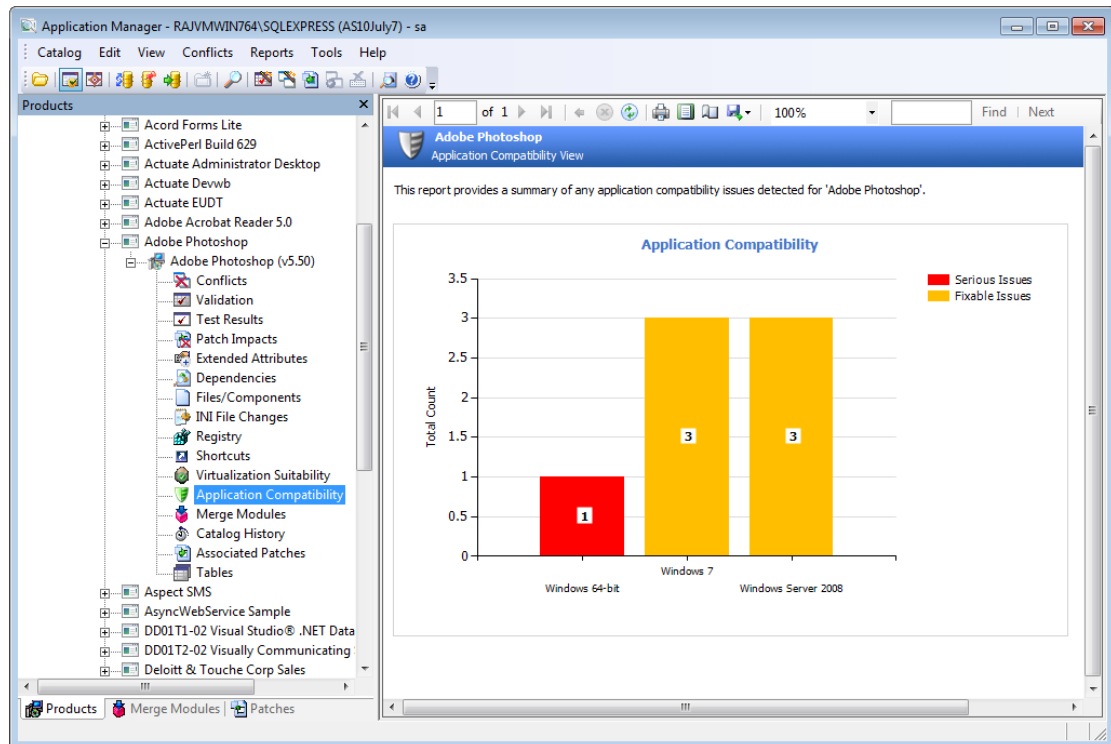 Application Manager - RAJVMWIN764\SQLEXPRESS (AS10July7) - sa
Catalog Edit View Conflicts Reports Tools Help
Products
Acord Forms Lite
ActivePerl Build 629
Actuate Administrator Desktop
Actuate Devwb
Actuate EUDT
Adobe Acrobat Reader 5.0
Adobe Photoshop
Adobe Photoshop (v5.50)
Conflicts
Validation
Test Results
Patch Impacts
Extended Attributes
Dependencies
Files/Components
INI File Changes
Registry
Shortcuts
Virtualization Suitability
Application Compatibility
Merge Modules
Catalog History
Associated Patches
Tables
Aspect SMS
AsyncWebService Sample
DD01T1-02 Visual Studio® .NET Data
DD01T2-02 Visually Communicating
Deloitt & Touche Corp Sales
Products Merge Modules Patches
1 of 1 100% Find | Next
Adobe Photoshop
Application Compatibility View
This report provides a summary of any application compatibility issues detected for 'Adobe Photoshop'.
Application Compatibility
Serious Issues
Fixable Issues
Total Count
3.5
3
2.5
2
1.5
1
0.5
0
1
3
3
Windows 64-bit
Windows 7
Windows Server 2008